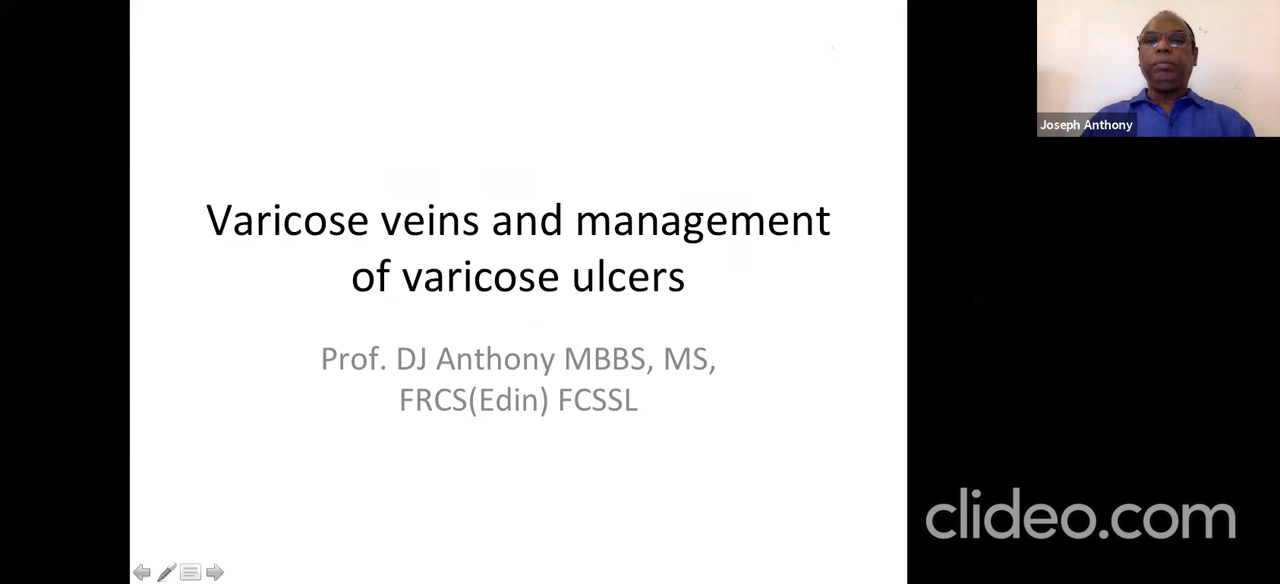 Joseph Anthony
Varicose veins and management
of varicose ulcers
Prof. DJ Anthony MBBS, MS,
FRCS(Edin) FCSSL
clideo.com